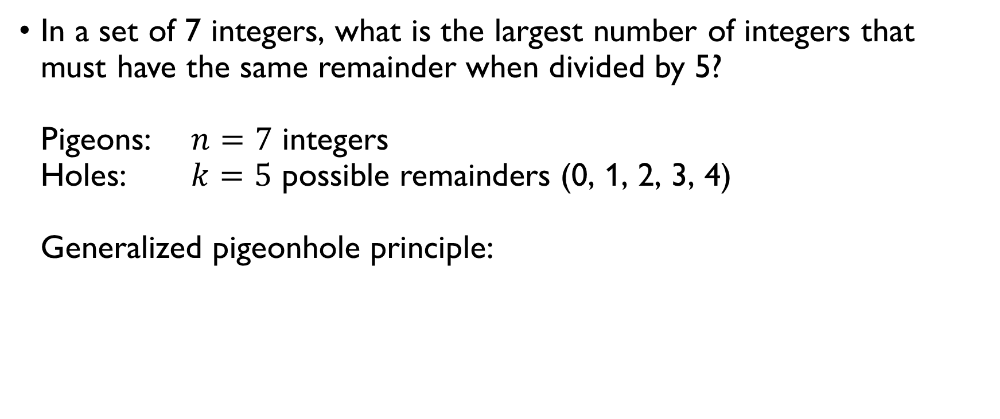 • In a set of 7 integers, what is the largest number of integers that
must have the same remainder when divided by 5?
Pigeons: n = 7 integers
Holes: k = 5 possible remainders (0, 1, 2, 3, 4)
Generalized pigeonhole principle: